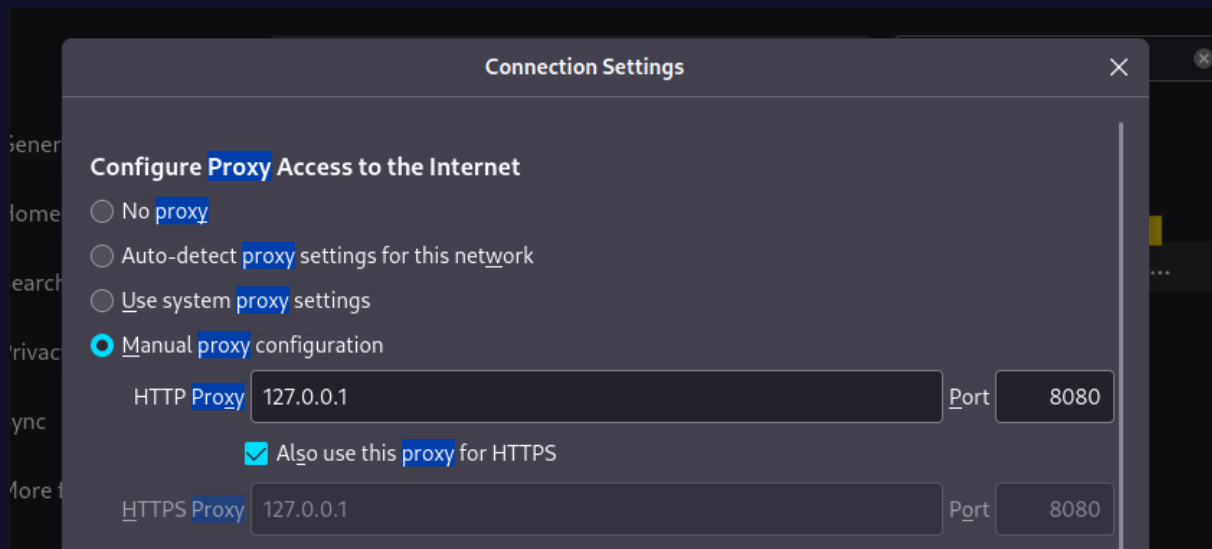 Connection Settings
Configure Proxy Access to the Internet
No proxy
Auto-detect proxy settings for this network
Use system proxy settings
Manual proxy configuration
HTTP Proxy 127.0.0.1 Port 8080
Also use this proxy for HTTPS
HTTPS Proxy 127.0.0.1 Port 8080
Home
ync